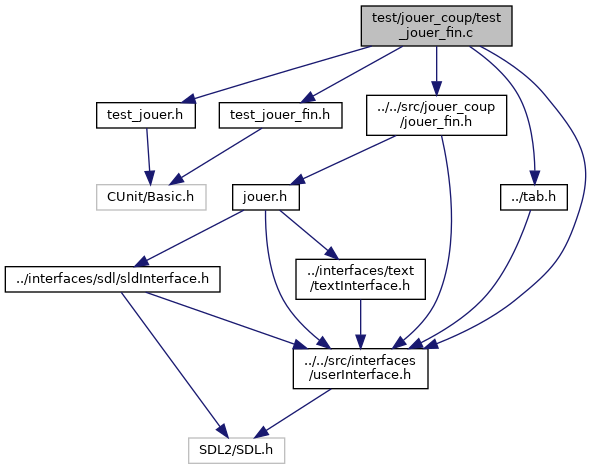 test/jouer_coup/test
_jouer_fin.c
test_jouer.h
test_jouer_fin.h
../../src/jouer_coup
/jouer_fin.h
CUnit/Basic.h
jouer.h
../tab.h
../interfaces/sdl/sldInterface.h
../interfaces/text
/textInterface.h
../../src/interfaces
/userInterface.h
SDL2/SDL.h